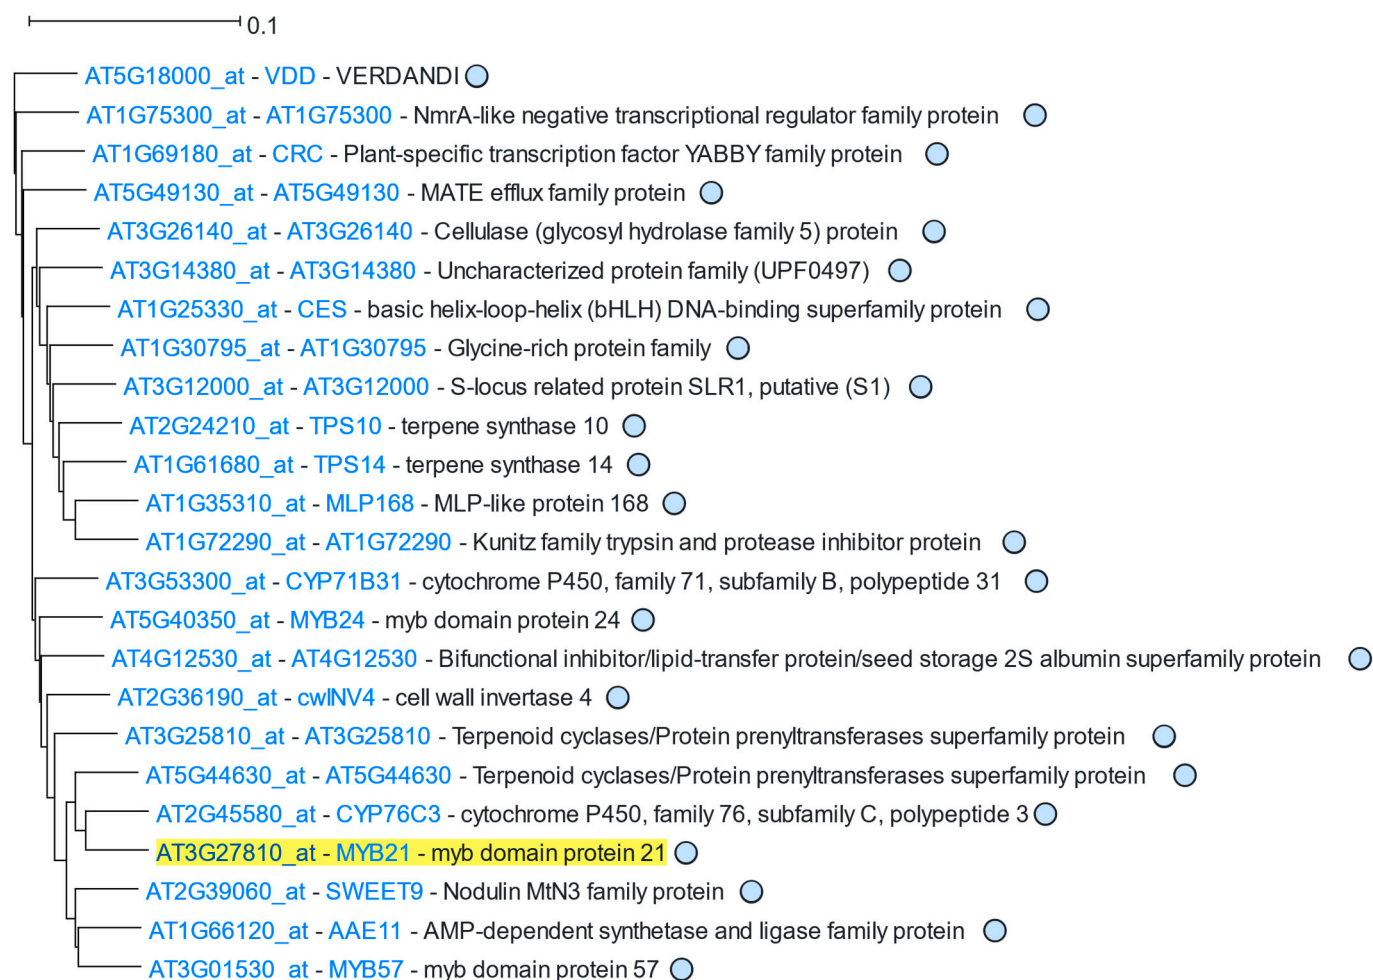 0.1
AT5G18000_at - VDD - VERDANDI
AT1G75300_at - AT1G75300 - NmrA-like negative transcriptional regulator family protein
AT1G69180_at - CRC - Plant-specific transcription factor YABBY family protein
AT5G49130_at - AT5G49130 - MATE efflux family protein
AT3G26140_at - AT3G26140 - Cellulase (glycosyl hydrolase family 5) protein
AT3G14380_at - AT3G14380 - Uncharacterized protein family (UPF0497)
AT1G25330_at - CES - basic helix-loop-helix (bHLH) DNA-binding superfamily protein
AT1G30795_at - AT1G30795 - Glycine-rich protein family
AT3G12000_at - AT3G12000 - S-locus related protein SLR1, putative (S1)
AT2G24210_at - TPS10 - terpene synthase 10
AT1G61680_at - TPS14 - terpene synthase 14
AT1G35310_at - MLP168 - MLP-like protein 168
AT1G72290_at - AT1G72290 - Kunitz family trypsin and protease inhibitor protein
AT3G53300_at - CYP71B31 - cytochrome P450, family 71, subfamily B, polypeptide 31
AT5G40350_at - MYB24 - myb domain protein 24
AT4G12530_at - AT4G12530 - Bifunctional inhibitor/lipid-transfer protein/seed storage 2S albumin superfamily protein
AT2G36190_at - cwINV4 - cell wall invertase 4
AT3G25810_at - AT3G25810 - Terpenoid cyclases/Protein prenyltransferases superfamily protein
AT5G44630_at - AT5G44630 - Terpenoid cyclases/Protein prenyltransferases superfamily protein
AT2G45580_at - CYP76C3 - cytochrome P450, family 76, subfamily C, polypeptide 3
AT3G27810_at - MYB21 - myb domain protein 21
AT2G39060_at - SWEET9 - Nodulin MtN3 family protein
AT1G66120_at - AAE11 - AMP-dependent synthetase and ligase family protein
AT3G01530_at - MYB57 - myb domain protein 57